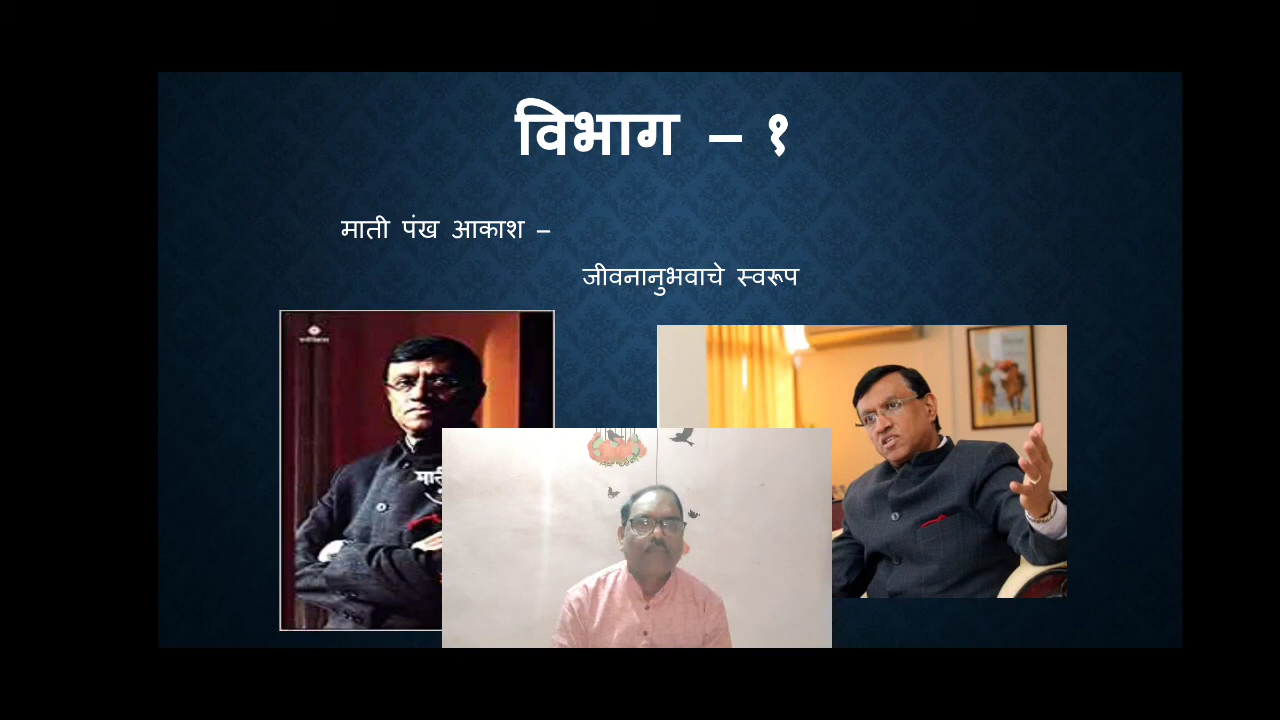 विभाग – १
माती पंख आकाश –
जीवनानुभवाचे स्वरूप